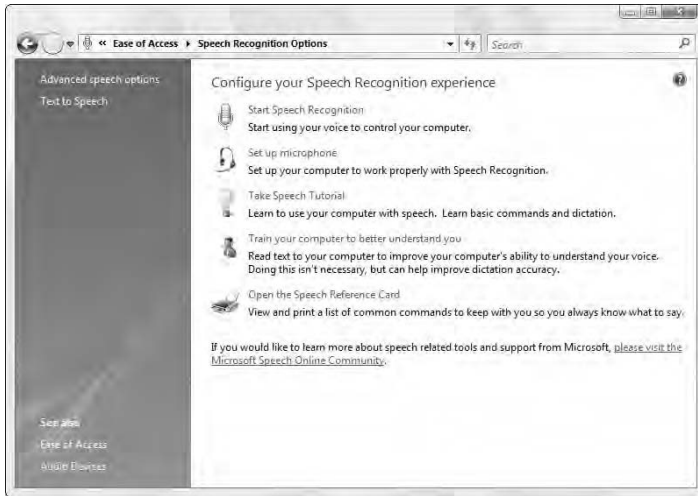 « Ease of Access ▸ Speech Recognition Options
Search
Advanced speech options
Text to Speech
Configure your Speech Recognition experience
Start Speech Recognition
Start using your voice to control your computer.
Set up microphone
Set up your computer to work properly with Speech Recognition.
Take Speech Tutorial
Learn to use your computer with speech. Learn basic commands and dictation.
Train your computer to better understand you
Read text to your computer to improve your computer's ability to understand your voice.
Doing this isn't necessary, but can help improve dictation accuracy.
Open the Speech Reference Card
View and print a list of common commands to keep with you so you always know what to say.
If you would like to learn more about speech related tools and support from Microsoft, please visit the
Microsoft Speech Online Community.
See also
Ease of Access
Audio Devices